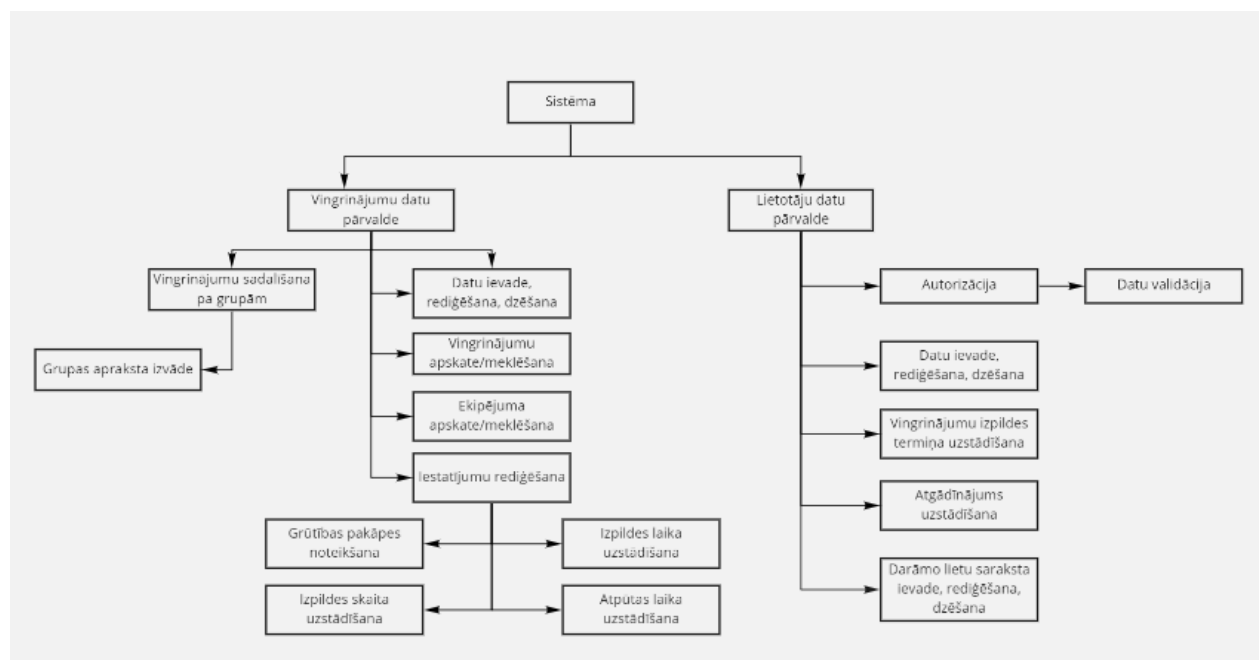 Sistēma
Vingrinājumu datu
pārvalde
Lietotāju datu
pārvalde
Vingrinājumu sadalīšana
pa grupām
Grupas apraksta izvāde
Datu ievade,
rediģēšana, dzēšana
Vingrinājumu
apskate/meklēšana
Ekipējuma
apskate/meklēšana
Iestatījumu rediģēšana
Grūtības pakāpes
noteikšana
Izpildes laika
uzstādīšana
Izpildes skaita
uzstādīšana
Atpūtas laika
uzstādīšana
Autorizācija
Datu validācija
Datu ievade,
rediģēšana, dzēšana
Vingrinājumu izpildes
termiņa uzstādīšana
Atgādīnājums
uzstādīšana
Darāmo lietu saraksta
ievade, rediģēšana,
dzēšana